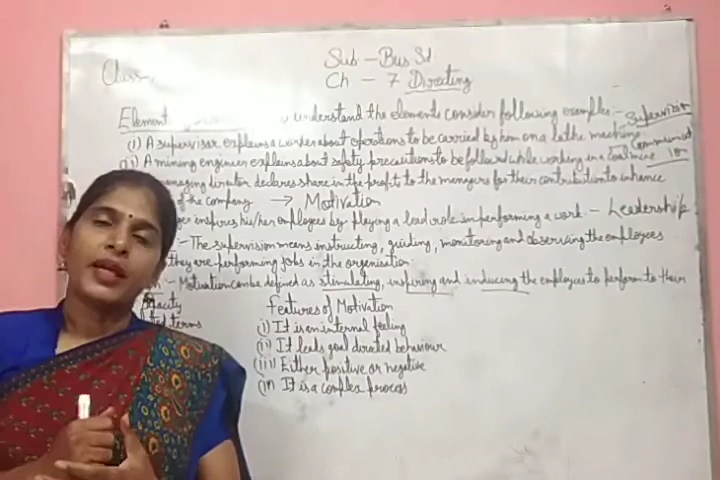 Sub - Bus St
Class-
Ch - 7 Directing
Element understand the elements consider following examples :- Supervision
(i) A supervisor explains a worker about operations to be carried by him on a lathe machine.
(ii) A mining engineer explains about safety precautions to be followed while working in a coal mine - Communication
managing director declares share in the profits to the managers for their contribution to inhance
of the company → Motivation
inspires his/her employees by playing a lead role in performing a work. - Leadership
:- The supervision means instructing, guiding, monitoring and observing the employees
they are performing jobs in the organisation.
:- Motivation can be defined as stimulating, inspiring and inducing the employees to perform to their
capacity
Features of Motivation
terms
(i) It is an internal feeling
(ii) It leads goal directed behaviour
(iii) Either positive or negative
(iv) It is a complex process